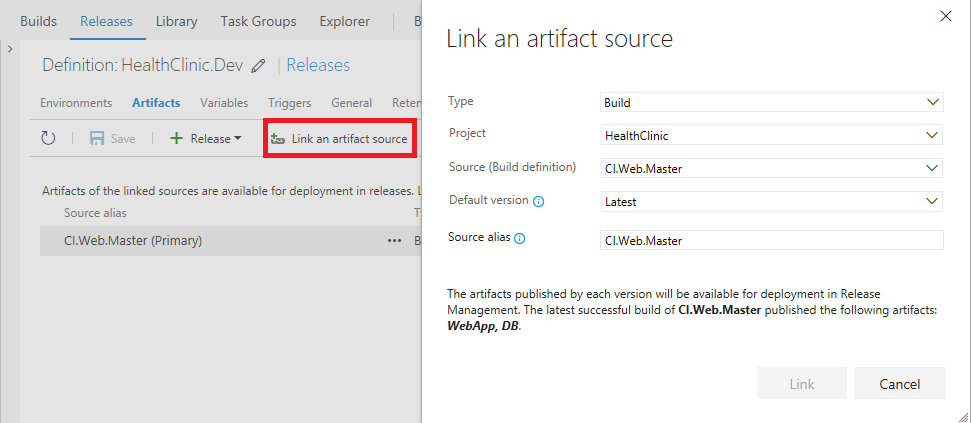 Builds Releases Library Task Groups Explorer
Definition: HealthClinic.Dev | Releases
Environments Artifacts Variables Triggers General
Save Release Link an artifact source
Artifacts of the linked sources are available for deployment in releases.
Source alias
CI.Web.Master (Primary) ... B
Link an artifact source
Type Build
Project HealthClinic
Source (Build definition) CI.Web.Master
Default version Latest
Source alias CI.Web.Master
The artifacts published by each version will be available for deployment in Release
Management. The latest successful build of CI.Web.Master published the following artifacts:
WebApp, DB.
Link Cancel